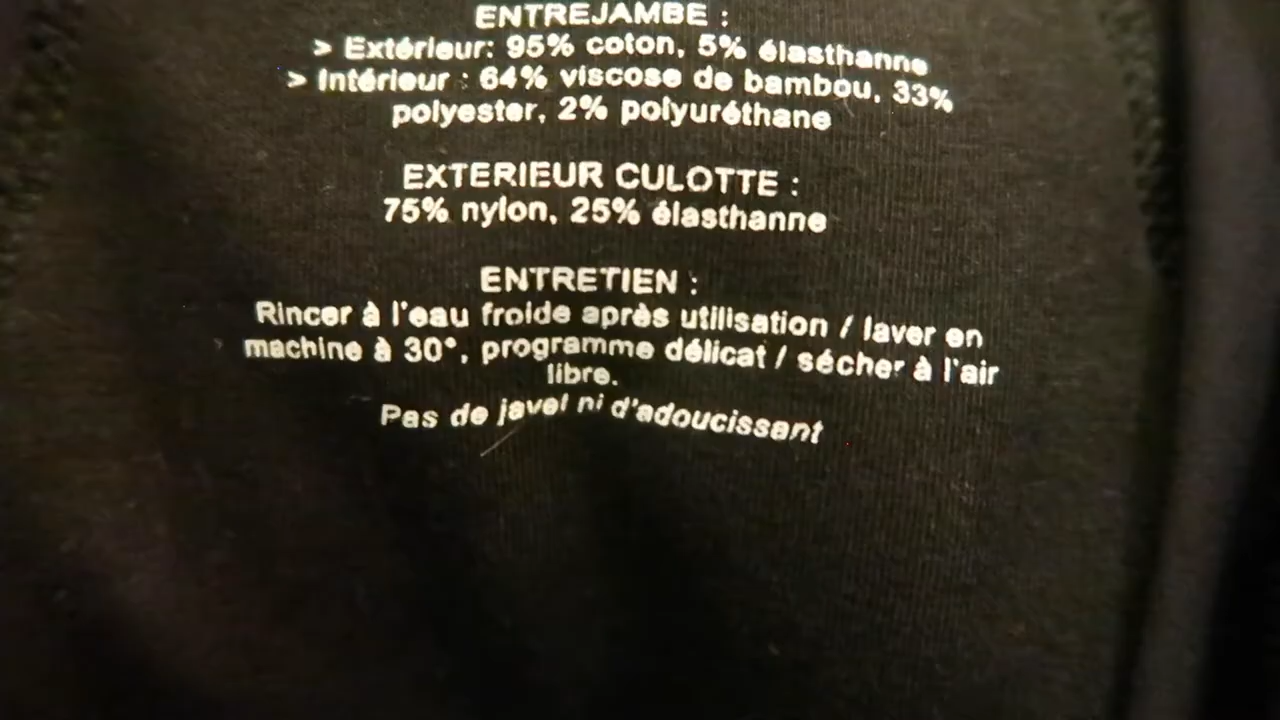 ENTREJAMBE :
> Extérieur: 95% coton, 5% élasthanne
> Intérieur : 64% viscose de bambou, 33%
polyester, 2% polyuréthane
EXTERIEUR CULOTTE :
75% nylon, 25% élasthanne
ENTRETIEN :
Rincer à l'eau froide après utilisation / laver en
machine à 30°, programme délicat / sécher à l'air
libre.
Pas de javel ni d'adoucissant